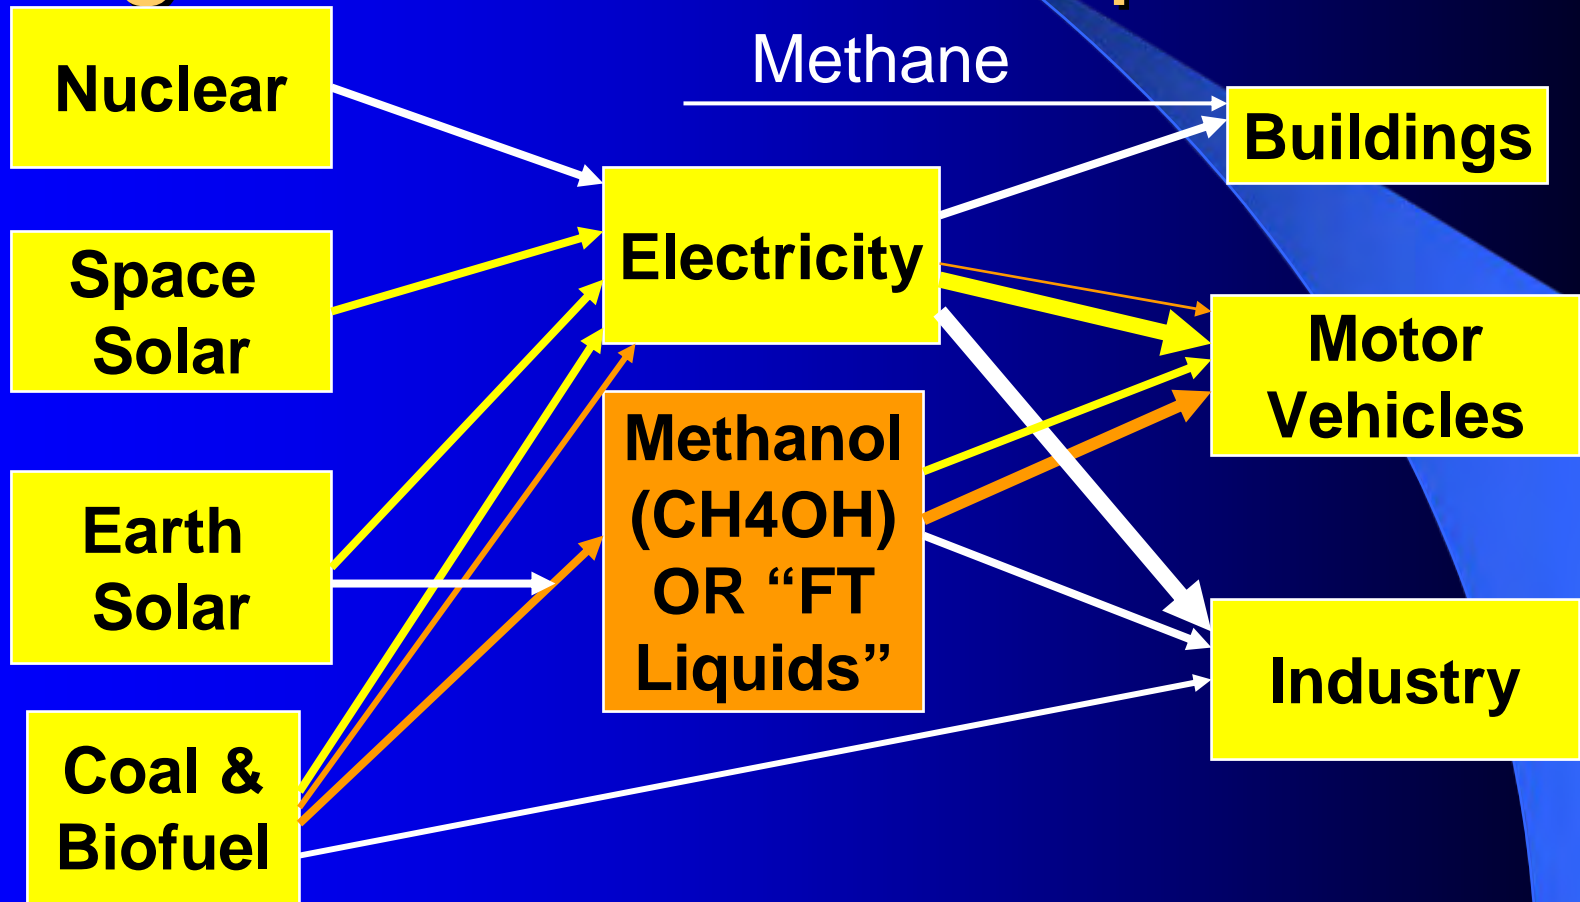 Nuclear
Methane
Buildings
Space
Solar
Electricity
Motor
Vehicles
Methanol
(CH4OH)
OR “FT
Liquids”
Earth
Solar
Industry
Coal &
Biofuel